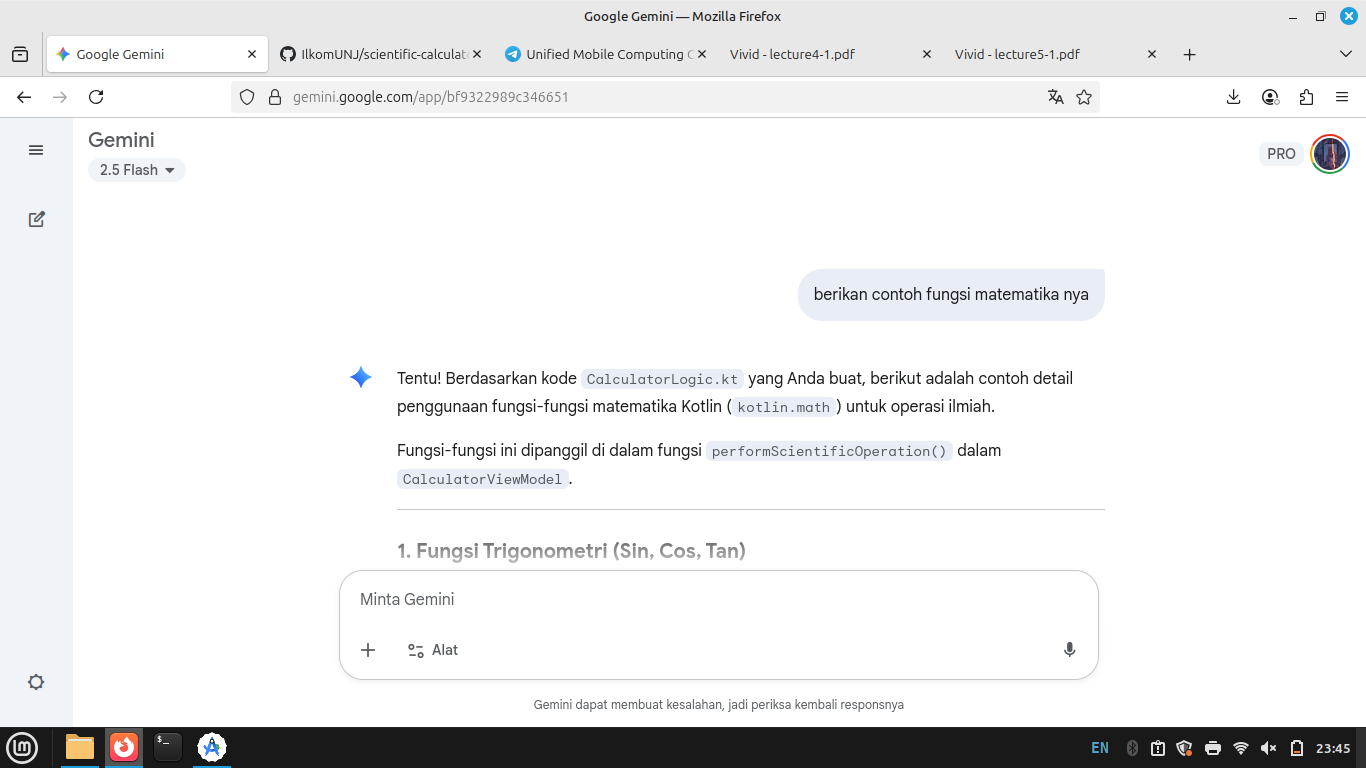 Google Gemini — Mozilla Firefox
Google Gemini
IlkomUNJ/scientific-calculat
Unified Mobile Computing
Vivid - lecture4-1.pdf
Vivid - lecture5-1.pdf
gemini.google.com/app/bf9322989c346651
Gemini
2.5 Flash
PRO
berikan contoh fungsi matematika nya
Tentu! Berdasarkan kode CalculatorLogic.kt yang Anda buat, berikut adalah contoh detail
penggunaan fungsi-fungsi matematika Kotlin (kotlin.math) untuk operasi ilmiah.
Fungsi-fungsi ini dipanggil di dalam fungsi performScientificOperation() dalam
CalculatorViewModel.
1. Fungsi Trigonometri (Sin, Cos, Tan)
Minta Gemini
Alat
Gemini dapat membuat kesalahan, jadi periksa kembali responsnya
EN
23:45